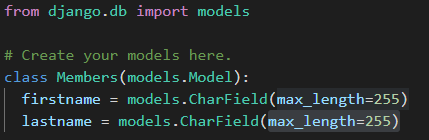 from django.db import models
# Create your models here.
class Members(models.Model):
firstname = models.CharField(max_length=255)
lastname = models.CharField(max_length=255)